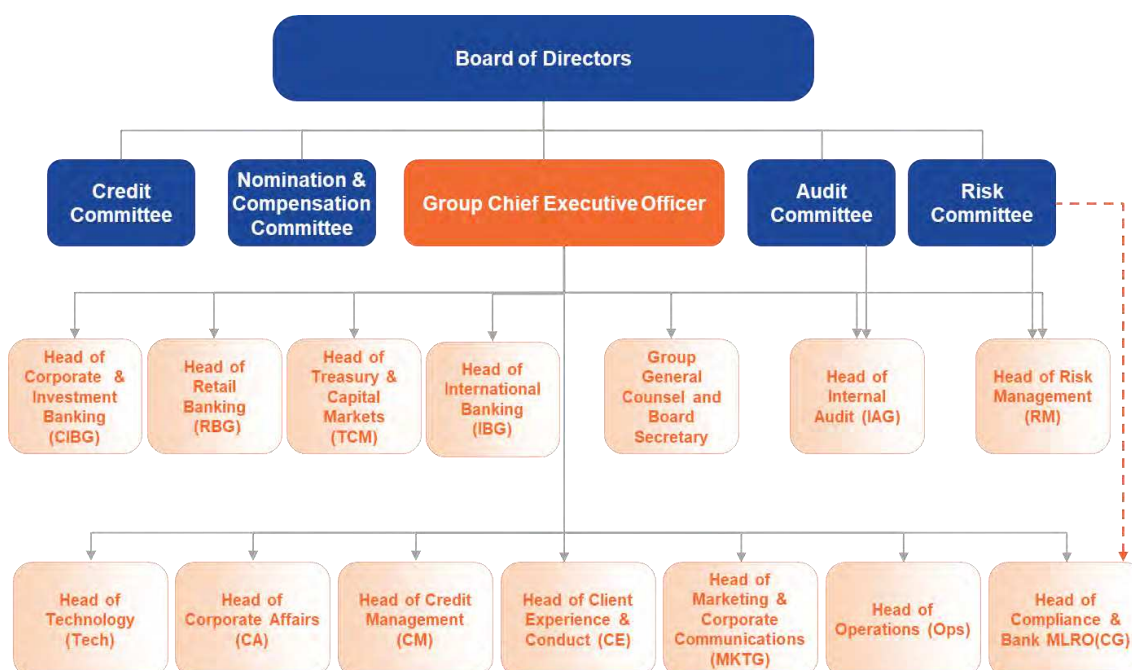 Board of Directors
Credit
Committee
Nomination &
Compensation
Committee
Group Chief Executive Officer
Audit
Committee
Risk
Committee
Head of
Corporate &
Investment
Banking
(CIBG)
Head of
Retail
Banking
(RBG)
Head of
Treasury &
Capital
Markets
(TCM)
Head of
International
Banking
(IBG)
Group
General
Counsel and
Board
Secretary
Head of
Internal
Audit (IAG)
Head of Risk
Management
(RM)
Head of
Technology
(Tech)
Head of
Corporate Affairs
(CA)
Head of Credit
Management
(CM)
Head of Client
Experience &
Conduct (CE)
Head of
Marketing &
Corporate
Communications
(MKTG)
Head of
Operations (Ops)
Head of
Compliance &
Bank MLRO(CG)